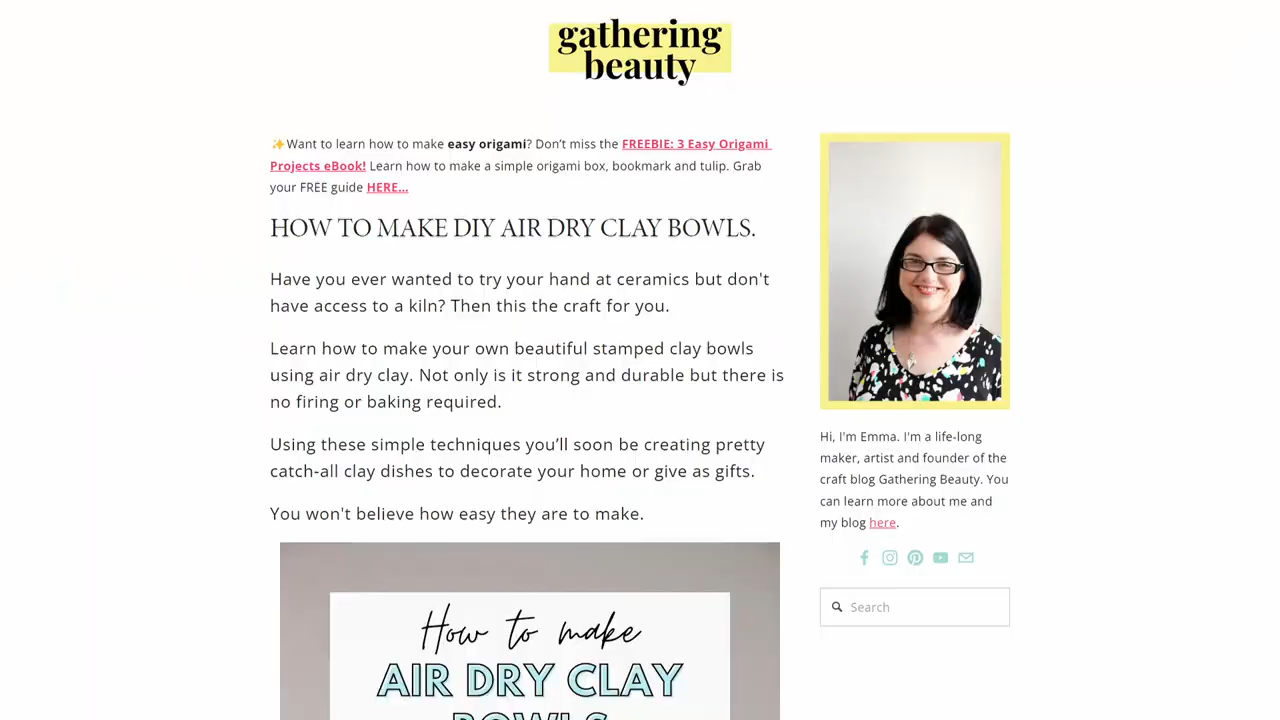 gathering
beauty
✨Want to learn how to make easy origami? Don’t miss the FREEBIE: 3 Easy Origami
Projects eBook! Learn how to make a simple origami box, bookmark and tulip. Grab
your FREE guide HERE...
HOW TO MAKE DIY AIR DRY CLAY BOWLS.
Have you ever wanted to try your hand at ceramics but don't
have access to a kiln? Then this the craft for you.
Learn how to make your own beautiful stamped clay bowls
using air dry clay. Not only is it strong and durable but there is
no firing or baking required.
Using these simple techniques you’ll soon be creating pretty
catch-all clay dishes to decorate your home or give as gifts.
You won't believe how easy they are to make.
How to make
AIR DRY CLAY
BOWLS
Hi, I'm Emma. I'm a life-long
maker, artist and founder of the
craft blog Gathering Beauty. You
can learn more about me and
my blog here.
Search